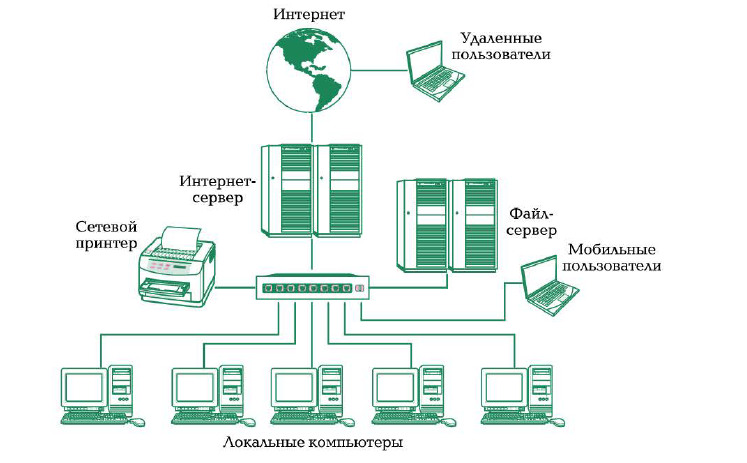 Интернет
Удаленные
пользователи
Интернет-
сервер
Файл-
сервер
Сетевой
принтер
Мобильные
пользователи
Локальные компьютеры